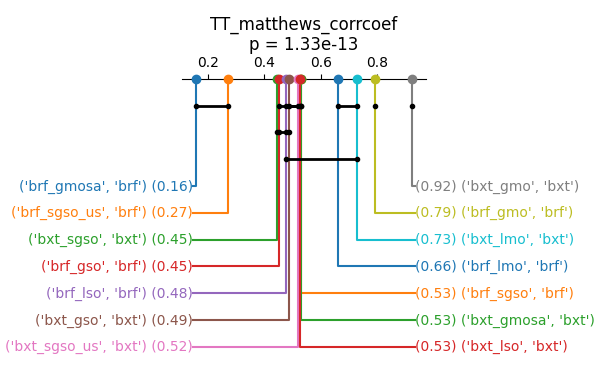 TT_matthews_corrcoef
p = 1.33e-13
0.2 0.4 0.6 0.8
('brf_gmosa', 'brf') (0.16) (0.92) ('bxt_gmo', 'bxt')
('brf_sgso_us', 'brf') (0.27) (0.79) ('brf_gmo', 'brf')
('bxt_sgso', 'bxt') (0.45) (0.73) ('bxt_lmo', 'bxt')
('brf_gso', 'brf') (0.45) (0.66) ('brf_lmo', 'brf')
('brf_lso', 'brf') (0.48) (0.53) ('brf_sgso', 'brf')
('bxt_gso', 'bxt') (0.49) (0.53) ('bxt_gmosa', 'bxt')
('bxt_sgso_us', 'bxt') (0.52) (0.53) ('bxt_lso', 'bxt')